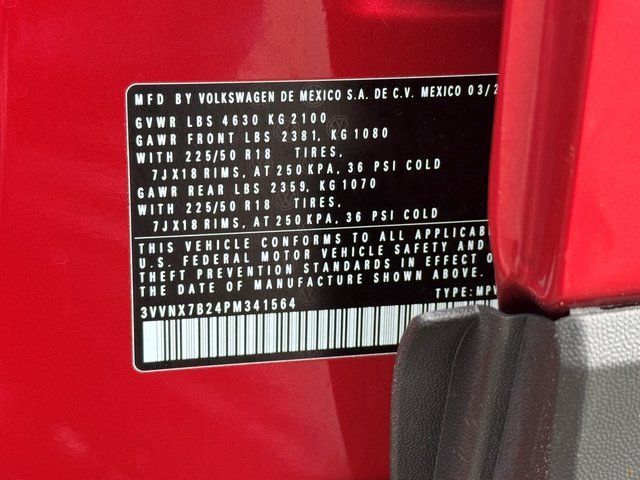 MFD BY VOLKSWAGEN DE MEXICO S.A. DE C.V. MEXICO 03/2
GVWR LBS 4630 KG 2100
GAWR FRONT LBS 2381, KG 1080
WITH 225/50 R18 TIRES,
7JX18 RIMS, AT 250 KPA, 36 PSI COLD
GAWR REAR LBS 2359, KG 1070
WITH 225/50 R18 TIRES,
7JX18 RIMS, AT 250 KPA, 36 PSI COLD
THIS VEHICLE CONFORMS TO ALL APPLICAB
U.S. FEDERAL MOTOR VEHICLE SAFETY AND
THEFT PREVENTION STANDARDS IN EFFECT O
THE DATE OF MANUFACTURE SHOWN ABOVE.
3VVNX7B24PM341564 TYPE: MPV